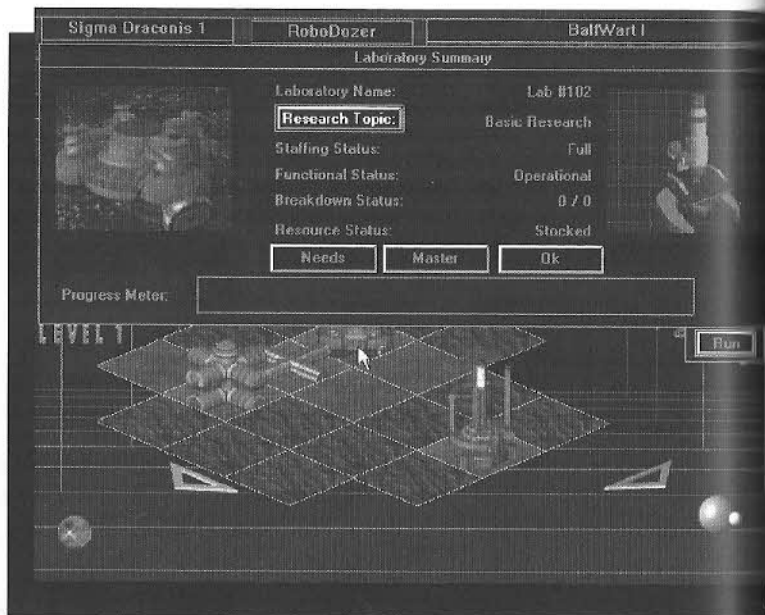 Sigma Draconis 1 RoboDozer BalfWart I
Laboratory Summary
Laboratory Name: Lab #102
Research Topic: Basic Research
Staffing Status: Full
Functional Status: Operational
Breakdown Status: 0 / 0
Resource Status: Stocked
Needs Master Ok
Progress Meter:
LEVEL 1
Run